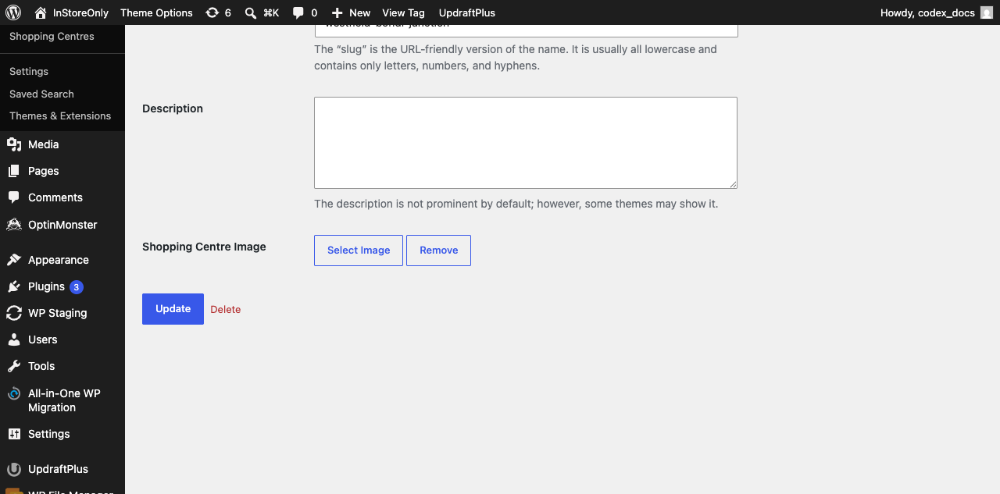 InStoreOnly Theme Options 6 ⌘K 0 New View Tag UpdraftPlus Howdy, codex_docs
Shopping Centres
Settings
Saved Search
Themes & Extensions
Media
Pages
Comments
OptinMonster
Appearance
Plugins 3
WP Staging
Users
Tools
All-in-One WP
Migration
Settings
UpdraftPlus
WP File Manager
westfield-bondi-junction
The “slug” is the URL-friendly version of the name. It is usually all lowercase and
contains only letters, numbers, and hyphens.
Description
The description is not prominent by default; however, some themes may show it.
Shopping Centre Image
Select Image Remove
Update Delete